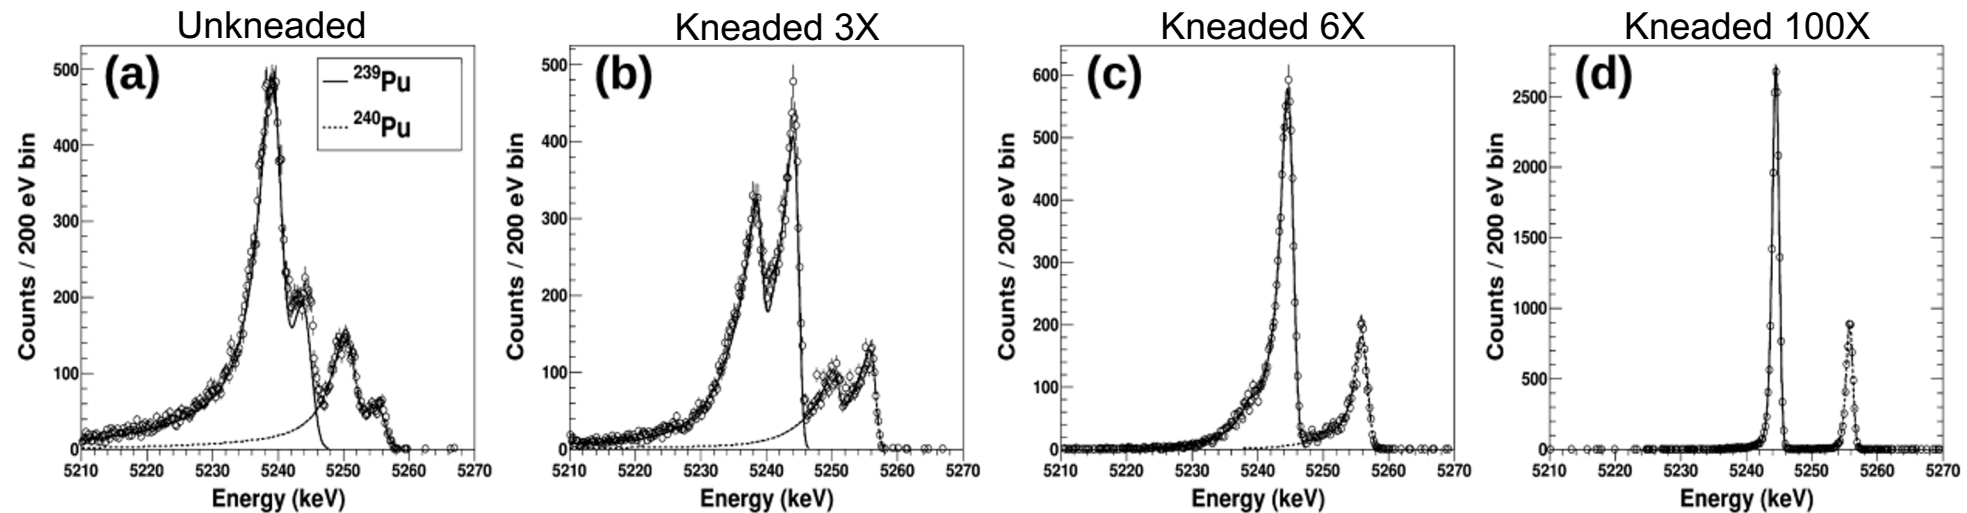 Unkneaded
(a)
²³⁹Pu
²⁴⁰Pu
500
400
300
200
100
0
5210 5220 5230 5240 5250 5260 5270
Energy (keV)
Counts / 200 eV bin
Kneaded 3X
(b)
500
400
300
200
100
0
5210 5220 5230 5240 5250 5260 5270
Energy (keV)
Counts / 200 eV bin
Kneaded 6X
(c)
600
500
400
300
200
100
0
5210 5220 5230 5240 5250 5260 5270
Energy (keV)
Counts / 200 eV bin
Kneaded 100X
(d)
2500
2000
1500
1000
500
0
5210 5220 5230 5240 5250 5260 5270
Energy (keV)
Counts / 200 eV bin